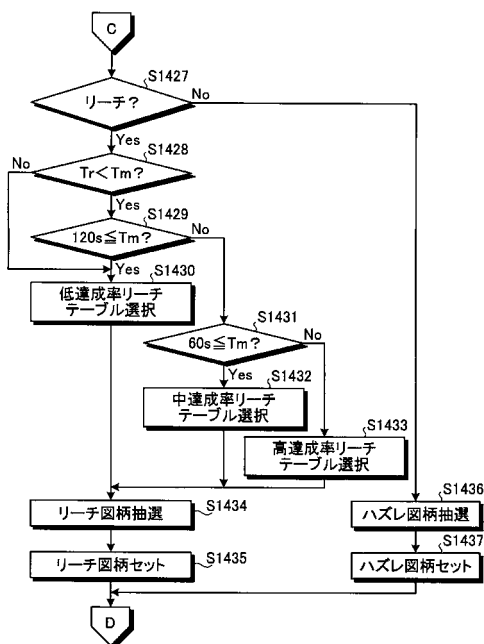 C
S1427
リーチ?
No
Yes
S1428
No
Tr<Tm?
Yes
S1429
120s≦Tm?
No
Yes
S1430
低達成率リーチ
テーブル選択
S1431
60s≦Tm?
No
Yes
S1432
中達成率リーチ
テーブル選択
S1433
高達成率リーチ
テーブル選択
S1434
リーチ図柄抽選
S1436
ハズレ図柄抽選
S1435
リーチ図柄セット
S1437
ハズレ図柄セット
D